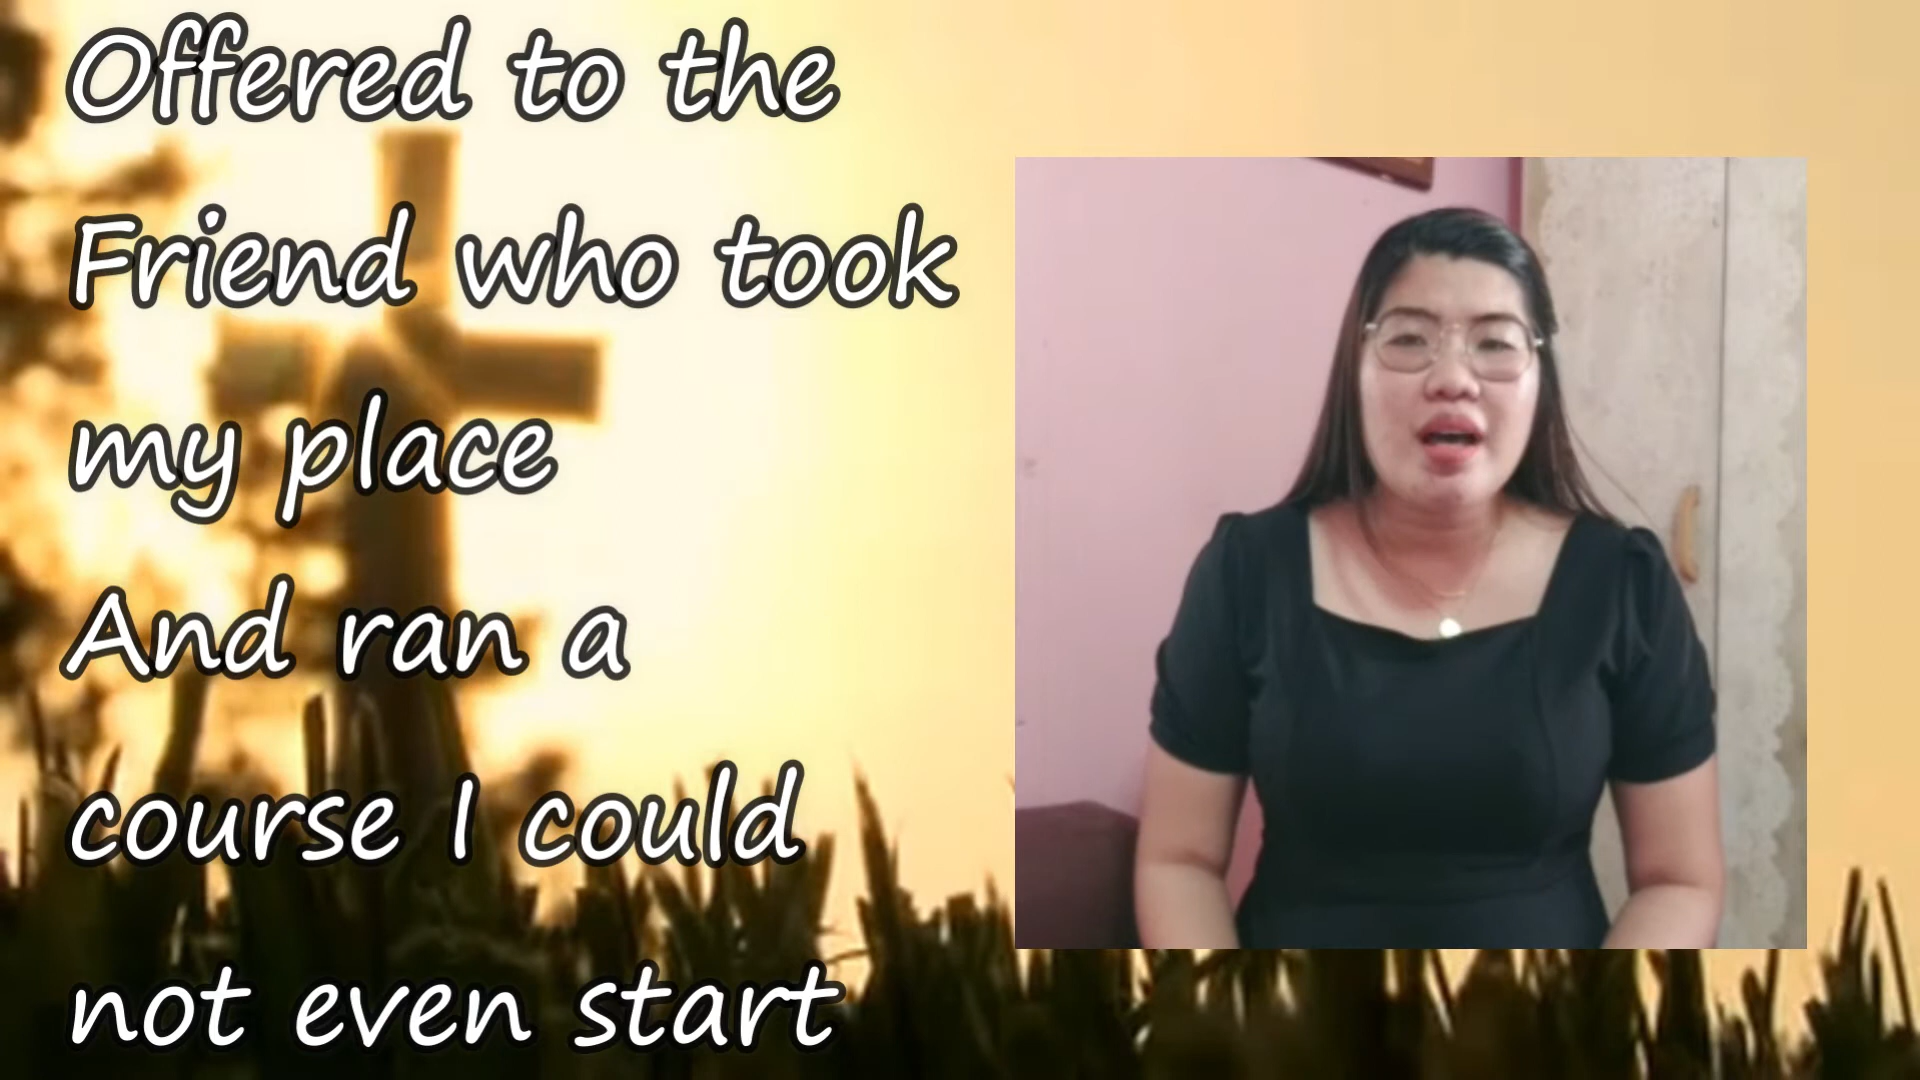 Offered to the
Friend who took
my place
And ran a
course I could
not even start